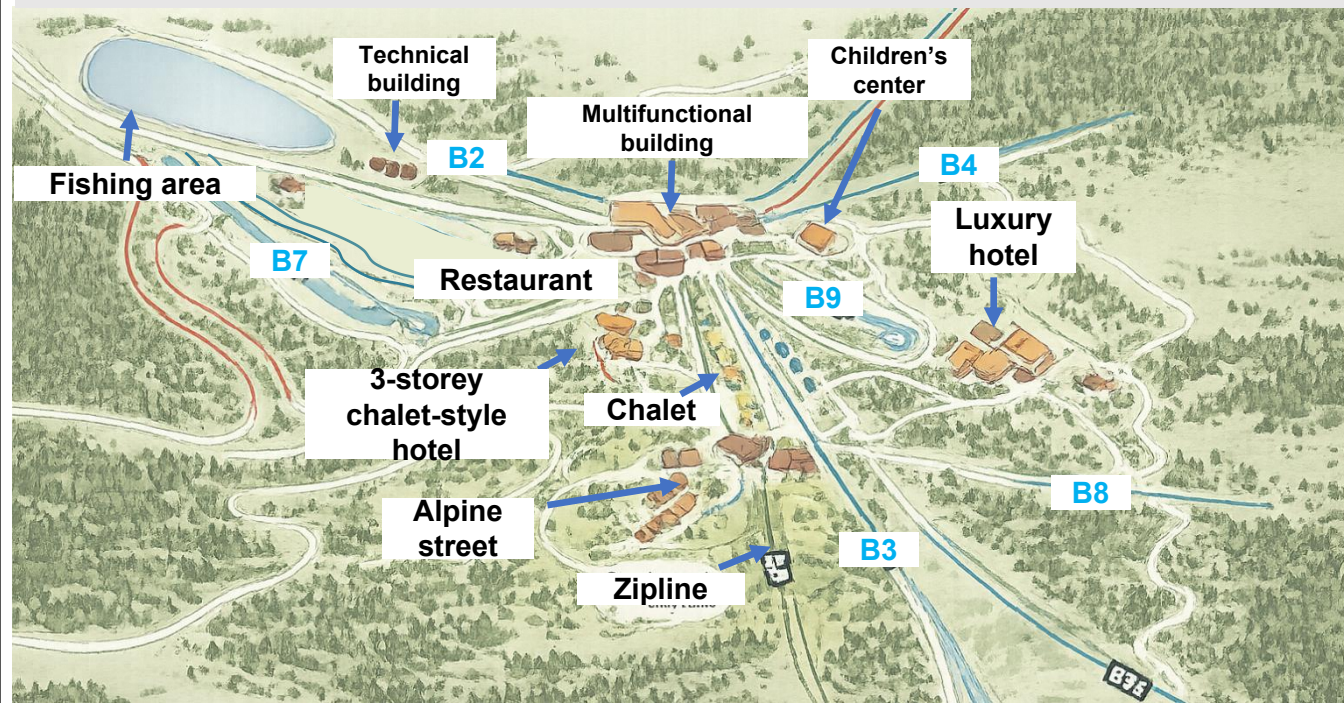 Technical
building
Children’s
center
Multifunctional
building
B2
B4
Fishing area
Luxury
hotel
B7
Restaurant
B9
3-storey
chalet-style
hotel
Chalet
B8
Alpine
street
B3
Zipline